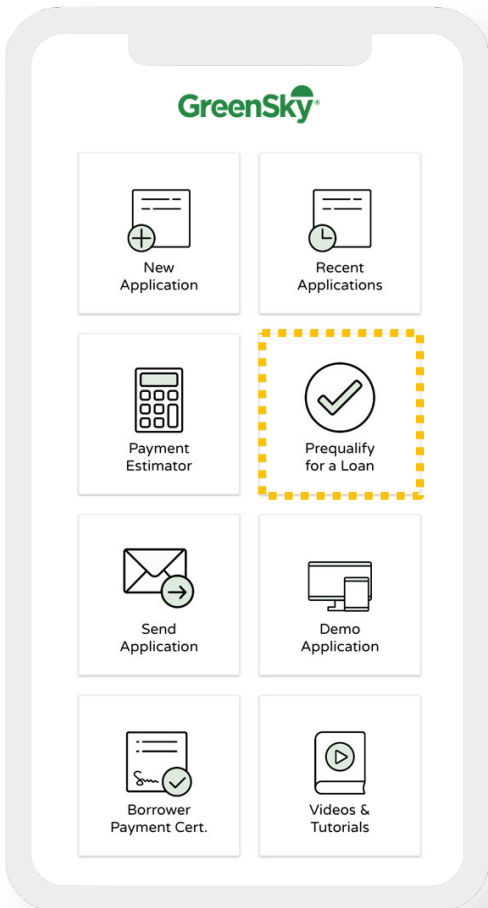 GreenSky®
New
Application
Recent
Applications
Payment
Estimator
Prequalify
for a Loan
Send
Application
Demo
Application
Borrower
Payment Cert.
Videos &
Tutorials